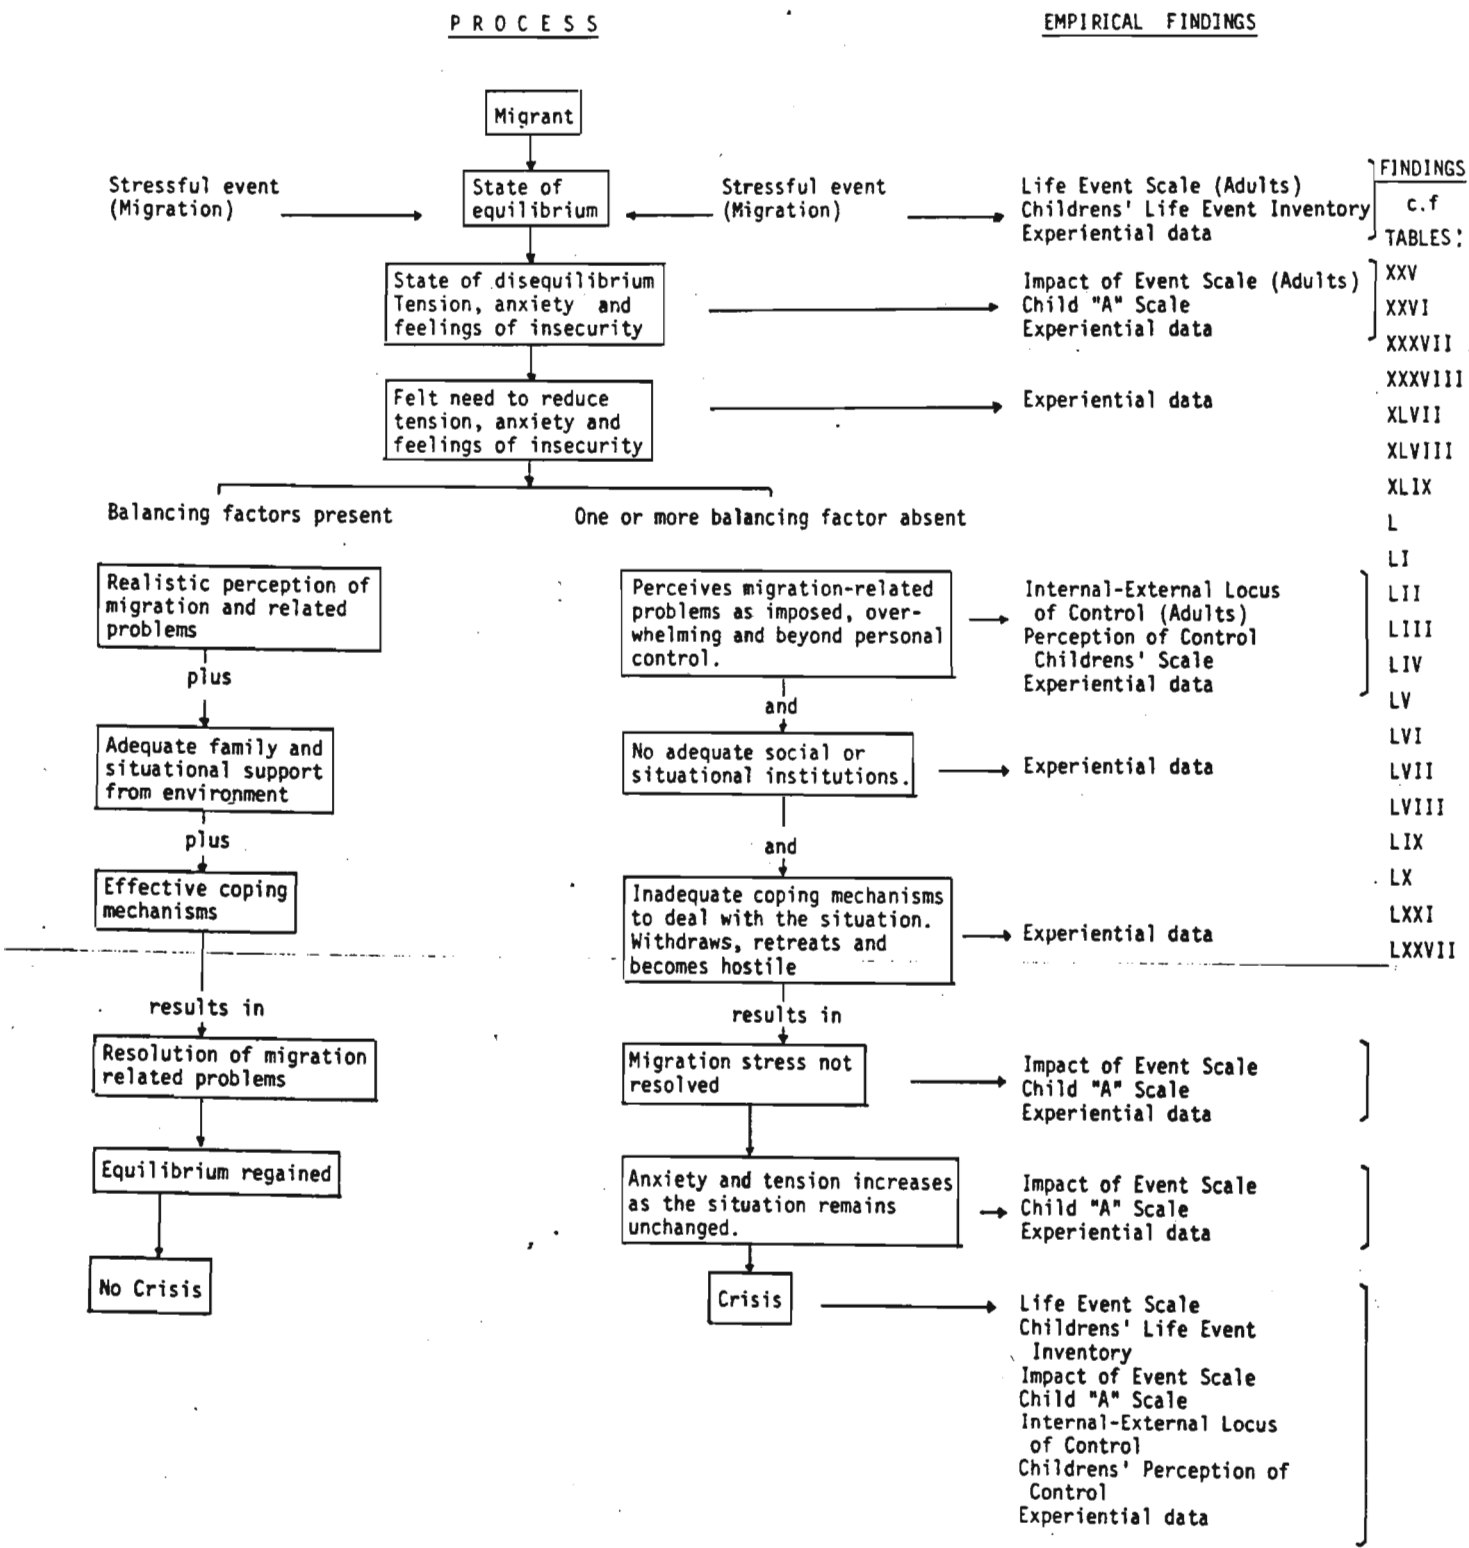 PROCESS
EMPIRICAL FINDINGS
Migrant
Stressful event
(Migration)
State of
equilibrium
Stressful event
(Migration)
Life Event Scale (Adults)
Childrens' Life Event Inventory
Experiential data
FINDINGS
c.f
TABLES:
State of disequilibrium
Tension, anxiety and
feelings of insecurity
Impact of Event Scale (Adults)
Child "A" Scale
Experiential data
XXV
XXVI
XXXVII
XXXVIII
XLVII
XLVIII
XLIX
L
LI
LII
LIII
LIV
LV
LVI
LVII
LVIII
LIX
LX
LXXI
LXXVII
Felt need to reduce
tension, anxiety and
feelings of insecurity
Experiential data
Balancing factors present
One or more balancing factor absent
Realistic perception of
migration and related
problems
plus
Adequate family and
situational support
from environment
plus
Effective coping
mechanisms
results in
Resolution of migration
related problems
Equilibrium regained
No Crisis
Perceives migration-related
problems as imposed, over-
whelming and beyond personal
control.
Internal-External Locus
of Control (Adults)
Perception of Control
Childrens' Scale
Experiential data
and
No adequate social or
situational institutions.
Experiential data
and
Inadequate coping mechanisms
to deal with the situation.
Withdraws, retreats and
becomes hostile
Experiential data
results in
Migration stress not
resolved
Impact of Event Scale
Child "A" Scale
Experiential data
Anxiety and tension increases
as the situation remains
unchanged.
Impact of Event Scale
Child "A" Scale
Experiential data
Crisis
Life Event Scale
Childrens' Life Event
Inventory
Impact of Event Scale
Child "A" Scale
Internal-External Locus
of Control
Childrens' Perception of
Control
Experiential data